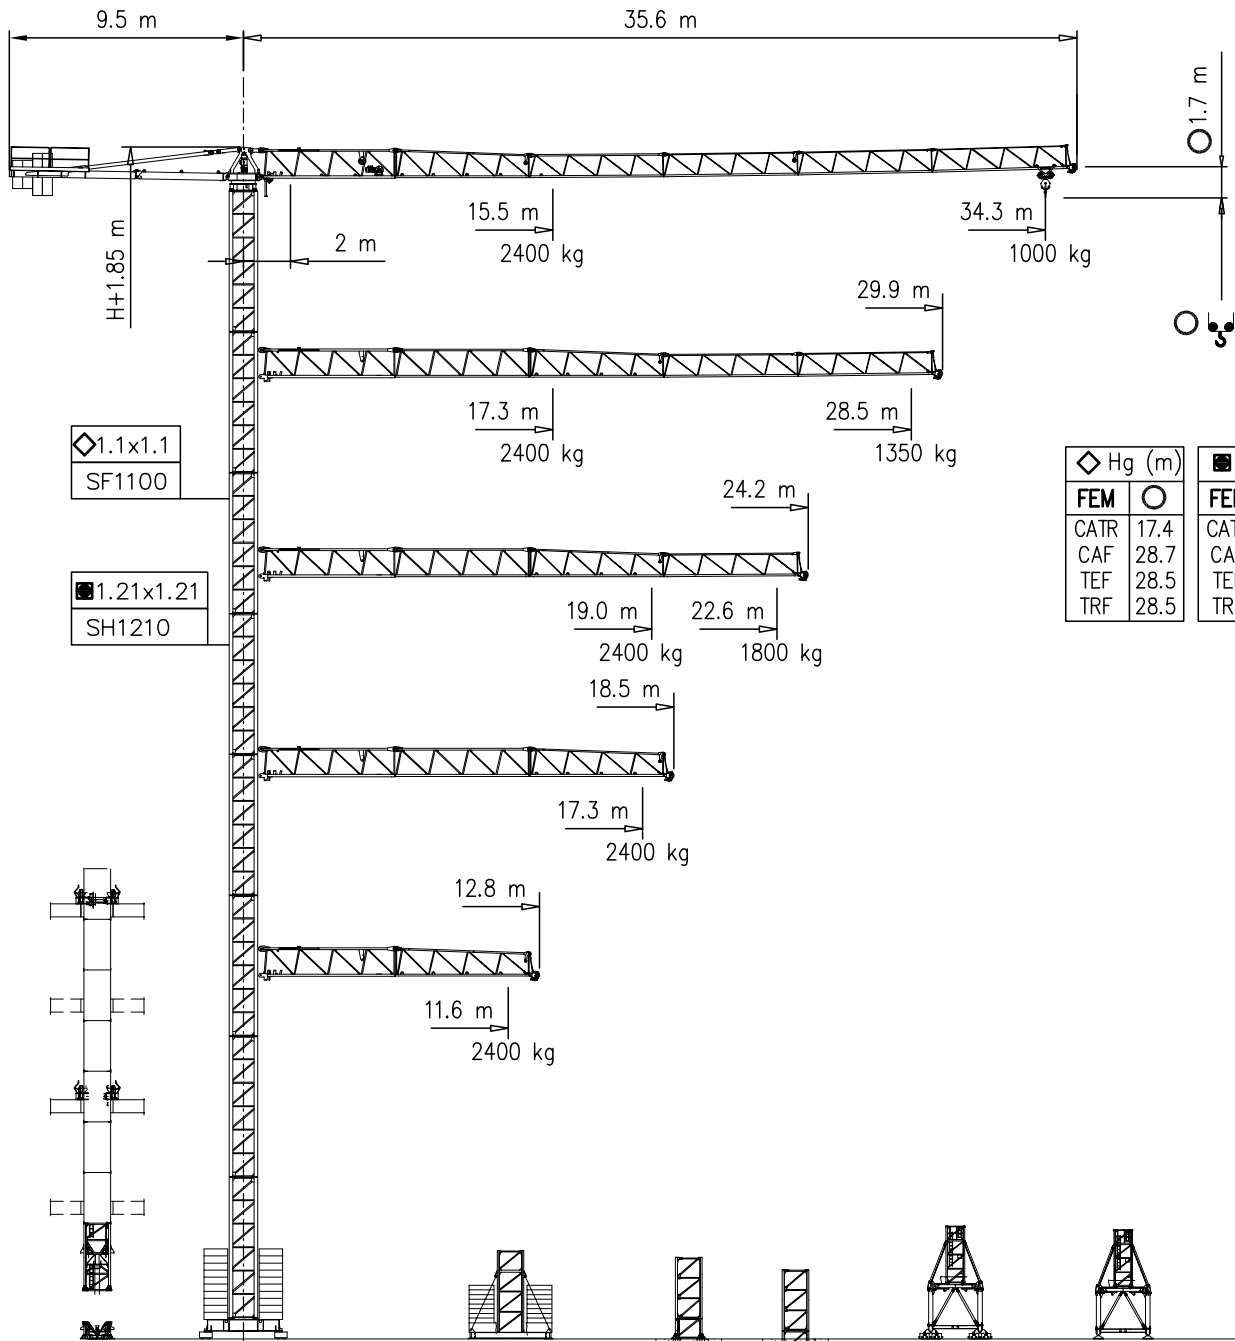 9.5 m
35.6 m
1.7 m
H+1.85 m
15.5 m
2400 kg
34.3 m
1000 kg
2 m
29.9 m
17.3 m
2400 kg
28.5 m
1350 kg
1.1x1.1
SF1100
24.2 m
Hg (m)
FEM
CATR 17.4
CAF 28.7
TEF 28.5
TRF 28.5
1.21x1.21
SH1210
19.0 m
2400 kg
22.6 m
1800 kg
18.5 m
17.3 m
2400 kg
12.8 m
11.6 m
2400 kg